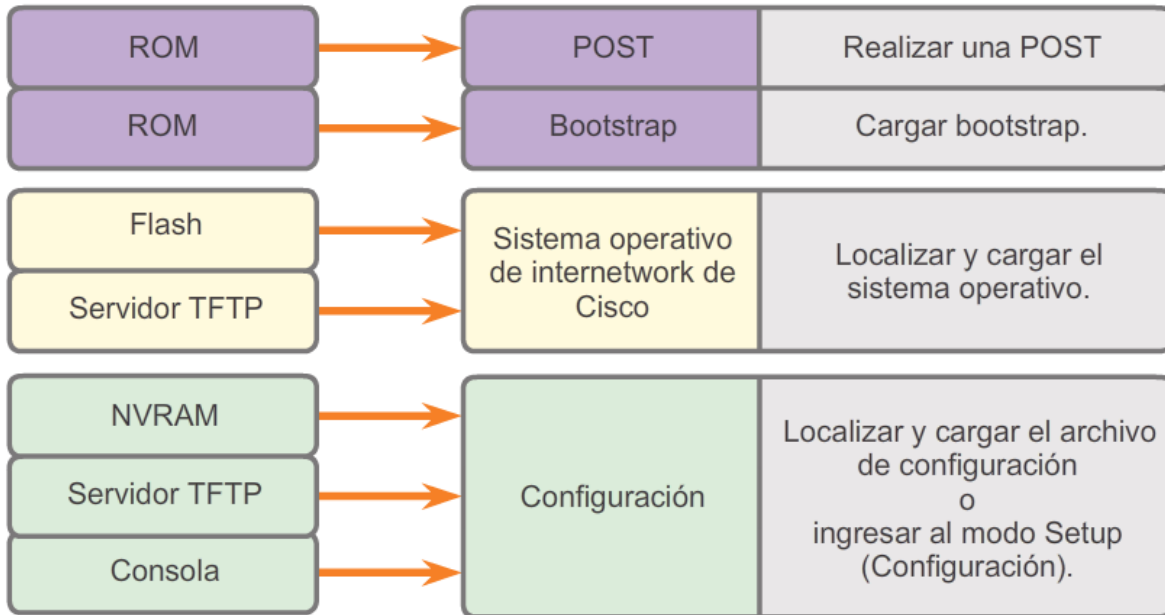 ROM
POST
Realizar una POST
ROM
Bootstrap
Cargar bootstrap.
Flash
Servidor TFTP
Sistema operativo
de internetwork de
Cisco
Localizar y cargar el
sistema operativo.
NVRAM
Servidor TFTP
Consola
Configuración
Localizar y cargar el archivo
de configuración
o
ingresar al modo Setup
(Configuración).